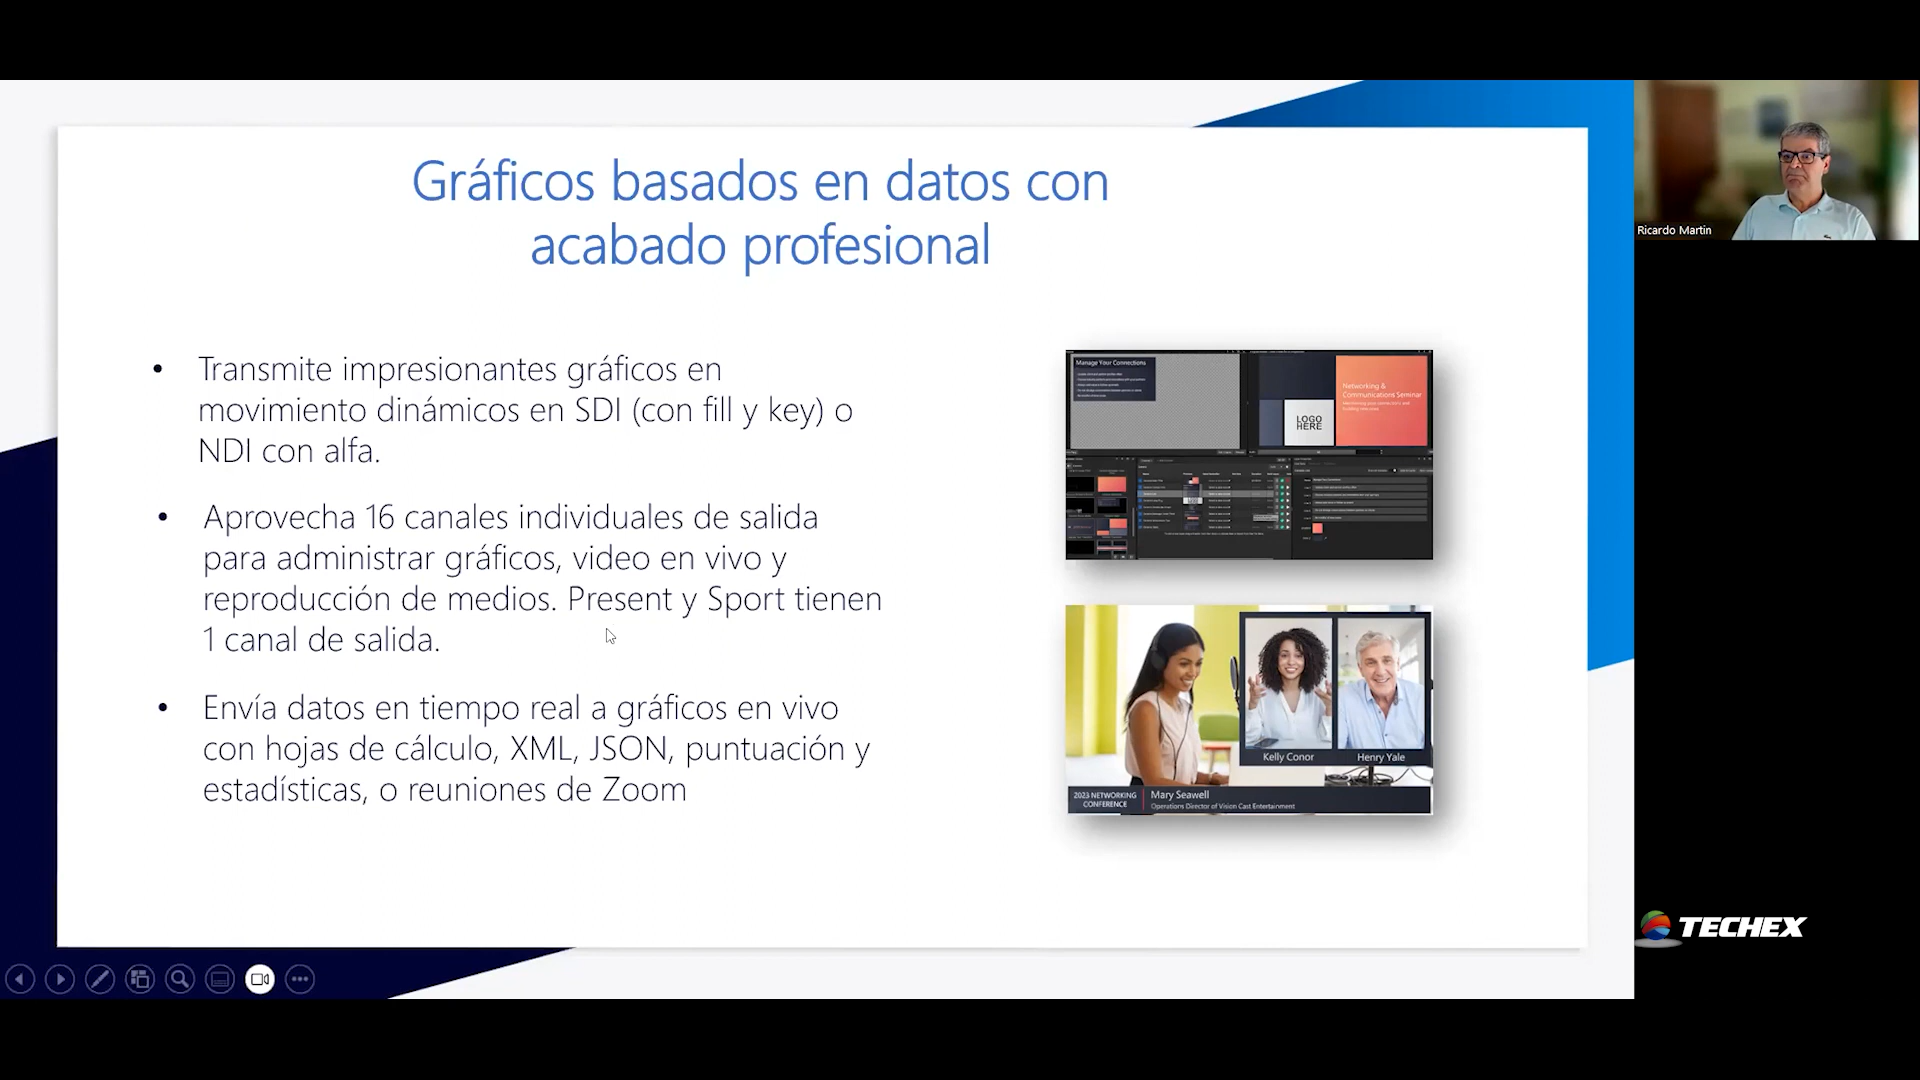 Gráficos basados en datos con
acabado profesional
• Transmite impresionantes gráficos en
movimiento dinámicos en SDI (con fill y key) o
NDI con alfa.
• Aprovecha 16 canales individuales de salida
para administrar gráficos, video en vivo y
reproducción de medios. Present y Sport tienen
1 canal de salida.
• Envía datos en tiempo real a gráficos en vivo
con hojas de cálculo, XML, JSON, puntuación y
estadísticas, o reuniones de Zoom
Manage Your Connections
Networking &
Communications Seminar
LOGO
HERE
Kelly Conor
Henry Yale
2023 NETWORKING
CONFERENCE
Mary Seawell
Operations Director of Vision Cast Entertainment
Ricardo Martin
TECHEX